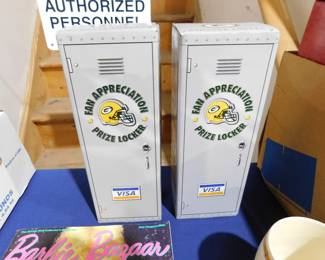 AUTHORIZED
PERSONNEL
FAN APPRECIATION
G
PRIZE LOCKER
VISA
FAN APPRECIATION
G
PRIZE LOCKER
VISA
Barbie Bazaar